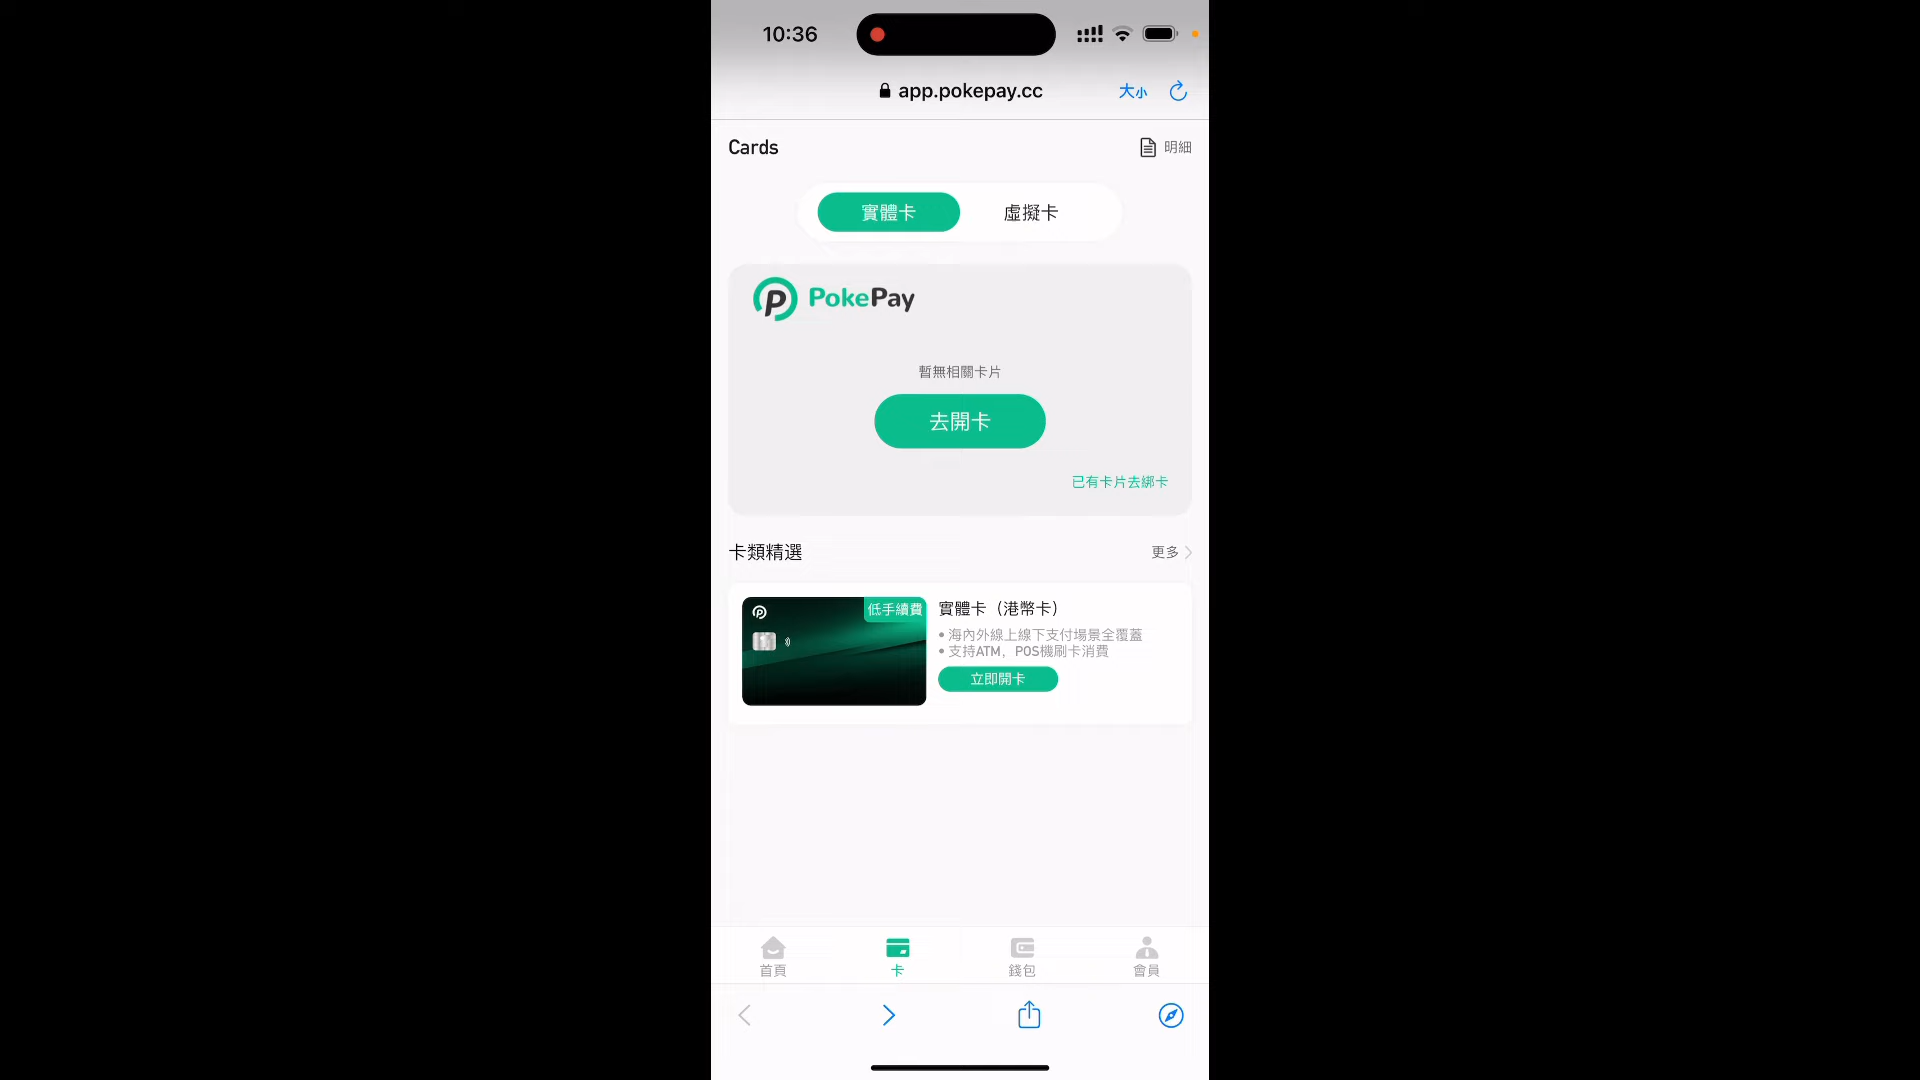 10:36
app.pokepay.cc
大小
Cards
明細
實體卡
虛擬卡
PokePay
暫無相關卡片
去開卡
已有卡片去綁卡
卡類精選
更多
低手續費
實體卡（港幣卡）
• 海內外線上線下支付場景全覆蓋
• 支持ATM，POS機刷卡消費
立即開卡
首頁
卡
錢包
會員